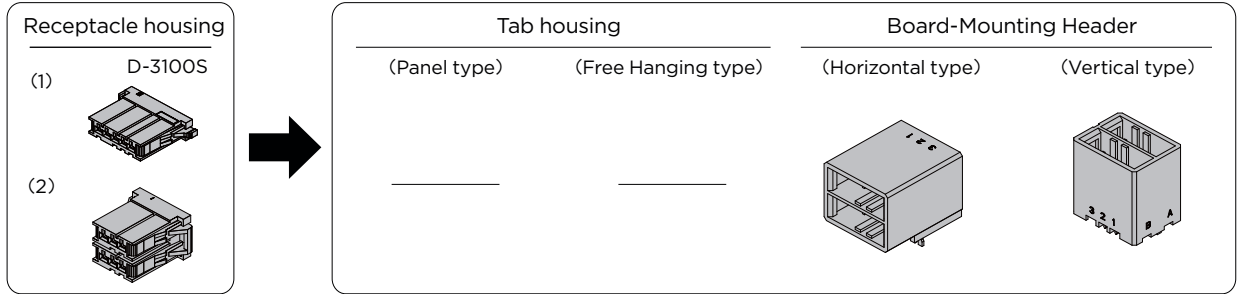 Receptacle housing
Tab housing
Board-Mounting Header
D-3100S
(Panel type)
(Free Hanging type)
(Horizontal type)
(Vertical type)
(1)
(2)
3 2 1
3 2 1
B
A